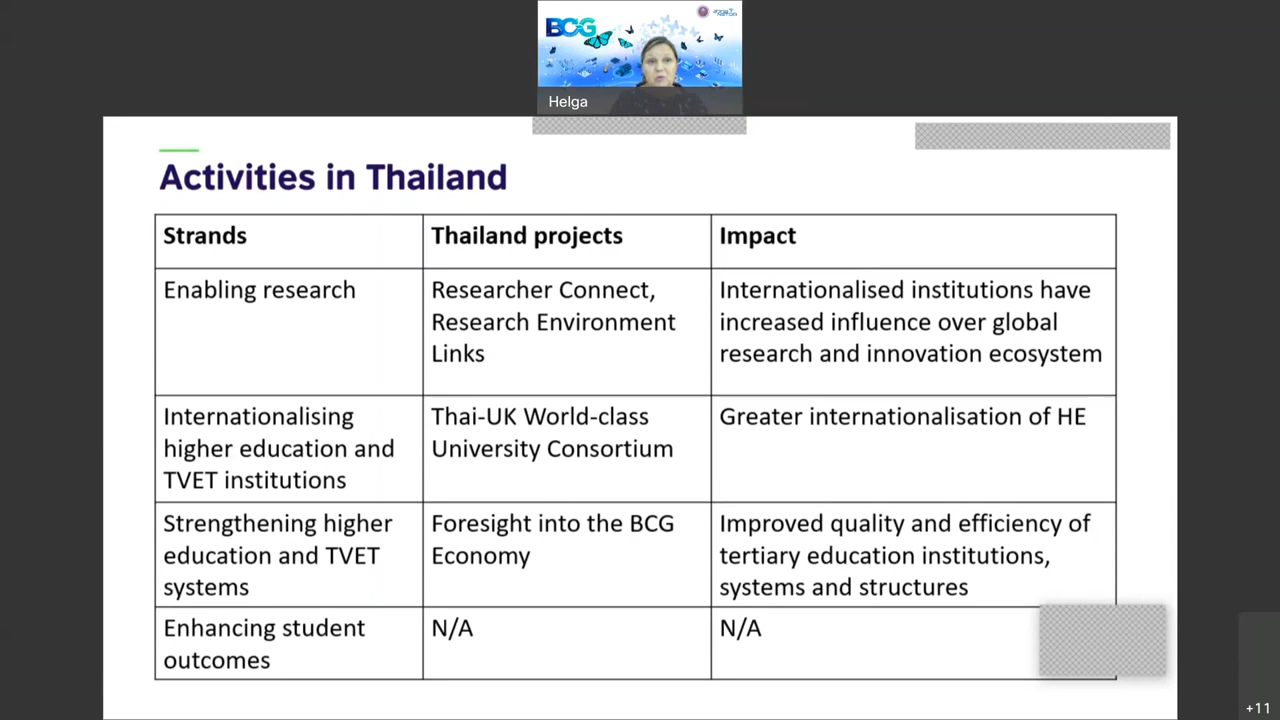 BCG
Helga
Activities in Thailand
Strands
Thailand projects
Impact
Enabling research
Researcher Connect,
Research Environment
Links
Internationalised institutions have
increased influence over global
research and innovation ecosystem
Internationalising
higher education and
TVET institutions
Thai-UK World-class
University Consortium
Greater internationalisation of HE
Strengthening higher
education and TVET
systems
Foresight into the BCG
Economy
Improved quality and efficiency of
tertiary education institutions,
systems and structures
Enhancing student
outcomes
N/A
N/A
+11